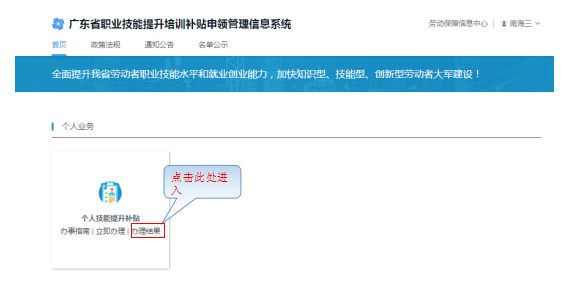 广东省职业技能提升培训补贴申领管理信息系统
劳动保障信息中心 | 南海三
首页 政策法规 通知公告 名单公示
全面提升我省劳动者职业技能水平和就业创业能力，加快知识型、技能型、创新型劳动者大军建设！
个人业务
点击此处进
入
个人技能提升补贴
办事指南 | 立即办理 | 办理结果